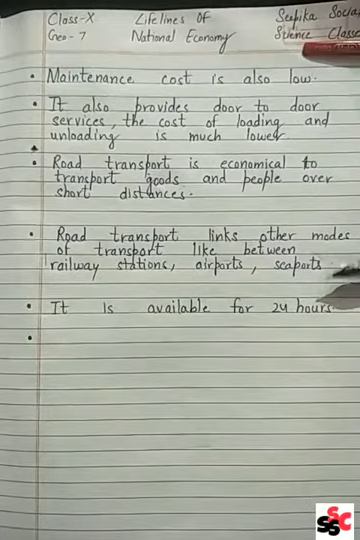 Class-X Lifelines Of Seepika Social
Geo-7 National Economy Science Classe
• Maintenance cost is also low.
• It also provides door to door
services, the cost of loading and
unloading is much lower.
• Road transport is economical to
transport goods and people over
short distances.
• Road transport links other modes
of transport like between
railway stations, airports, seaports
• It is available for 24 hours
•
SSSC